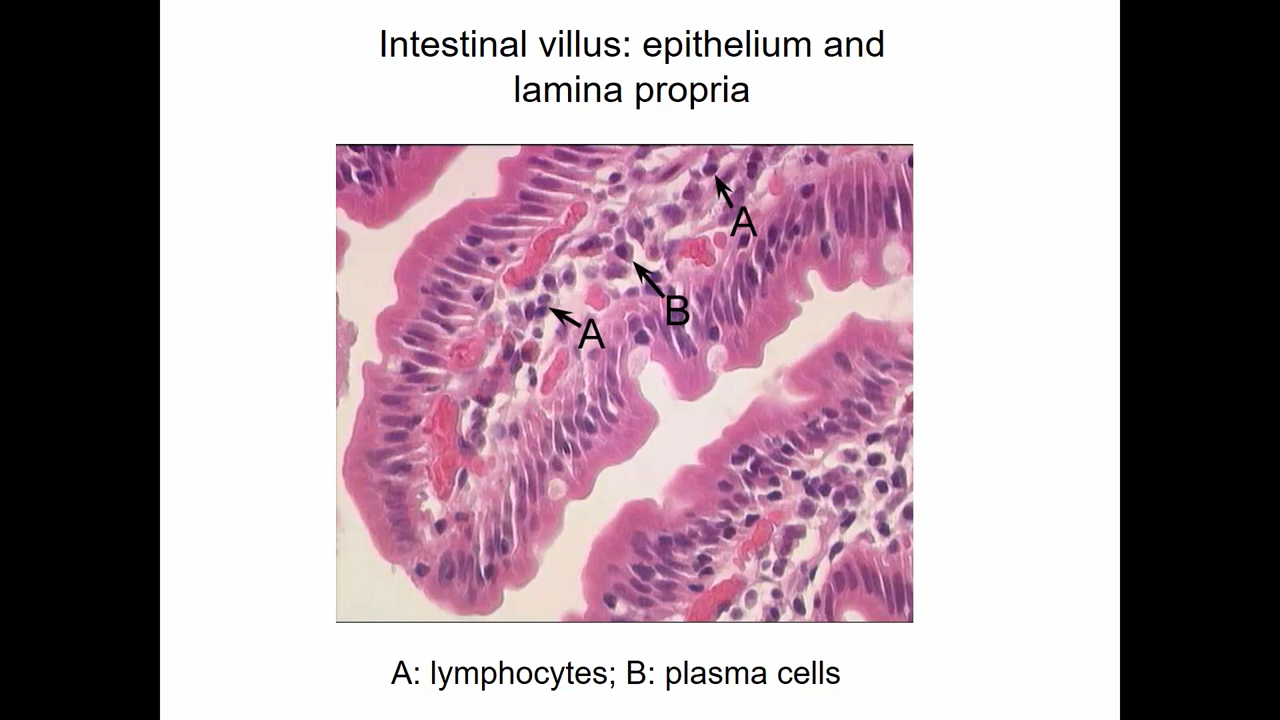 Intestinal villus: epithelium and
lamina propria
A
B
A
A: lymphocytes; B: plasma cells